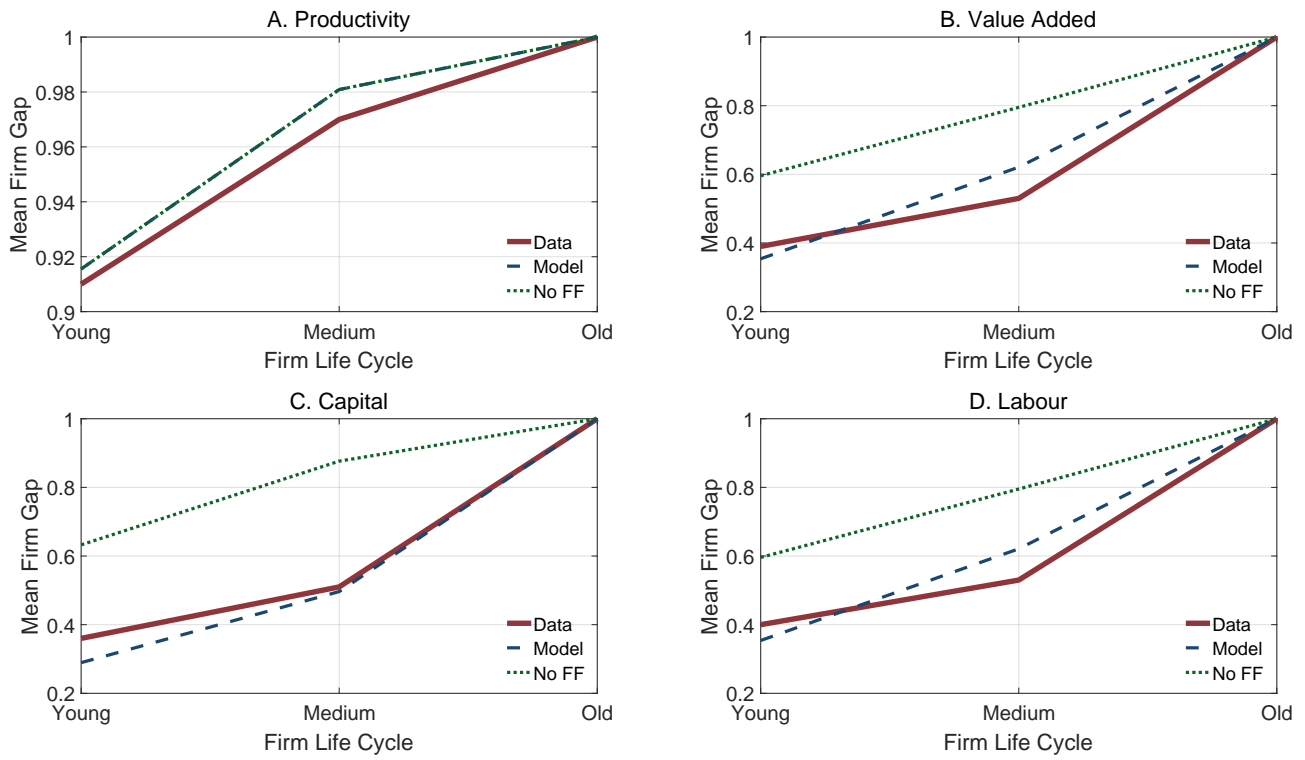 A. Productivity
1
0.98
0.96
0.94
0.92
0.9
Mean Firm Gap
Data
Model
No FF
Young
Medium
Old
Firm Life Cycle
B. Value Added
1
0.8
0.6
0.4
0.2
Mean Firm Gap
Data
Model
No FF
Young
Medium
Old
Firm Life Cycle
C. Capital
1
0.8
0.6
0.4
0.2
Mean Firm Gap
Data
Model
No FF
Young
Medium
Old
Firm Life Cycle
D. Labour
1
0.8
0.6
0.4
0.2
Mean Firm Gap
Data
Model
No FF
Young
Medium
Old
Firm Life Cycle